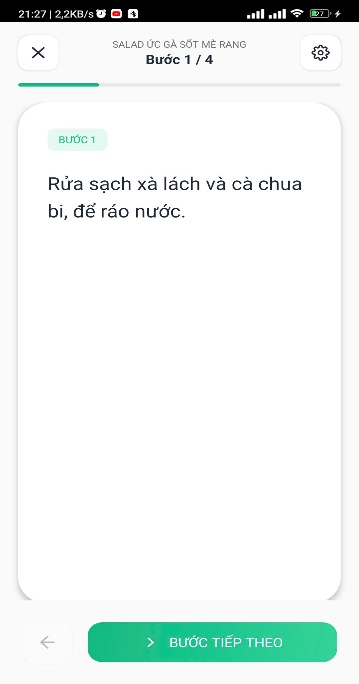 21:27 | 2,2KB/s
SALAD ỨC GÀ SỐT MÈ RANG
Bước 1 / 4
BƯỚC 1
Rửa sạch xà lách và cà chua
bi, để ráo nước.
BƯỚC TIẾP THEO